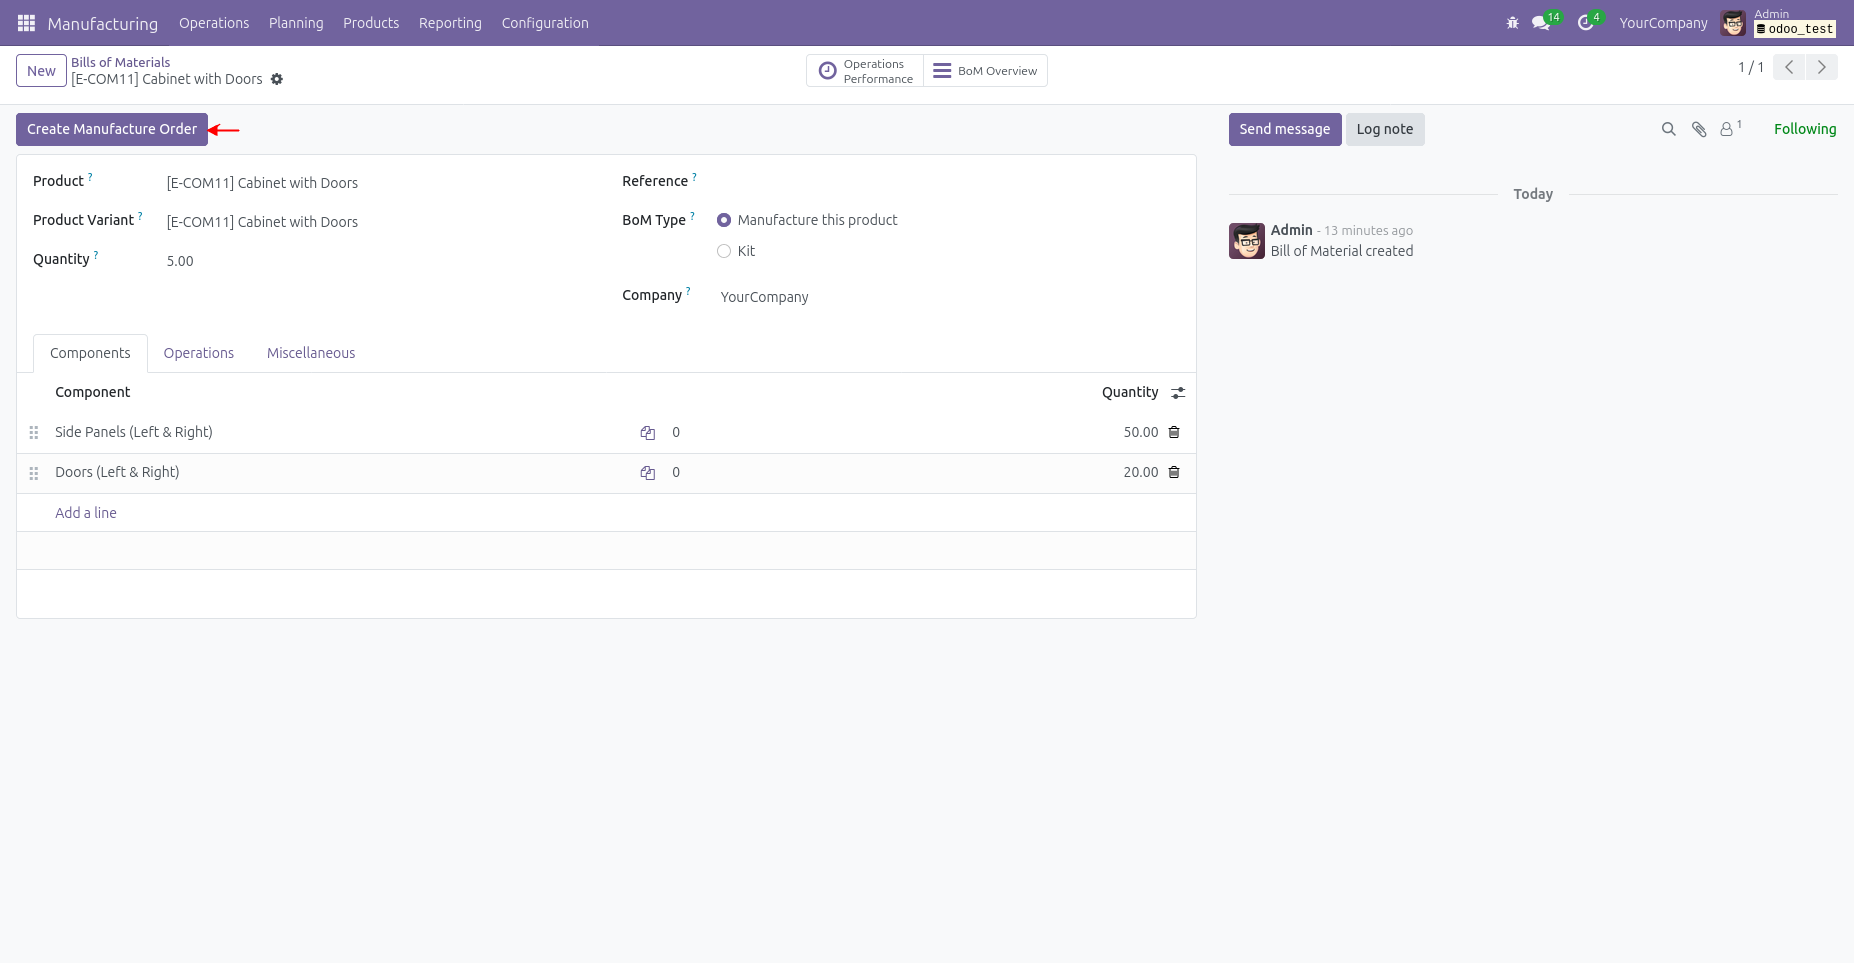 Manufacturing Operations Planning Products Reporting Configuration 14 4 YourCompany Admin
odoo_test
New Bills of Materials
[E-COM11] Cabinet with Doors
Operations
Performance
BoM Overview
1 / 1
Create Manufacture Order
Send message Log note 1 Following
Product ? [E-COM11] Cabinet with Doors
Product Variant ? [E-COM11] Cabinet with Doors
Quantity ? 5.00
Reference ?
BoM Type ? Manufacture this product
Kit
Company ? YourCompany
Components Operations Miscellaneous
Component Quantity
Side Panels (Left & Right) 0 50.00
Doors (Left & Right) 0 20.00
Add a line
Today
Admin - 13 minutes ago
Bill of Material created